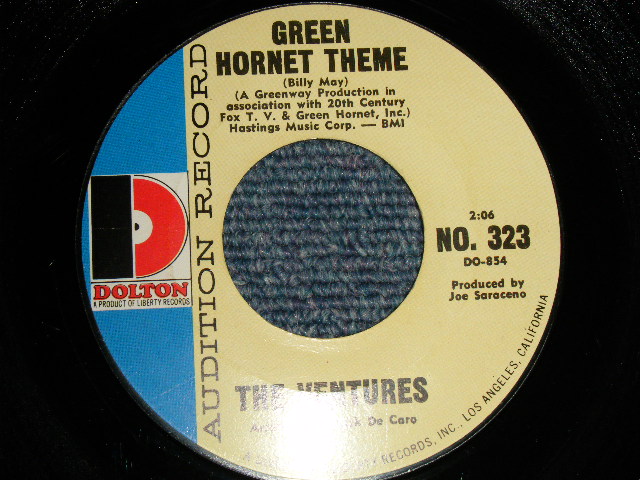 GREEN
HORNET THEME
(Billy May)
(A Greenway Production in
association with 20th Century
Fox T. V. & Green Hornet, Inc.)
Hastings Music Corp. — BMI
AUDITION RECORD
DOLTON
A PRODUCT OF LIBERTY RECORDS
2:06
NO. 323
DO-854
Produced by
Joe Saraceno
THE VENTURES
De Caro
RECORDS, INC., LOS ANGELES, CALIFORNIA